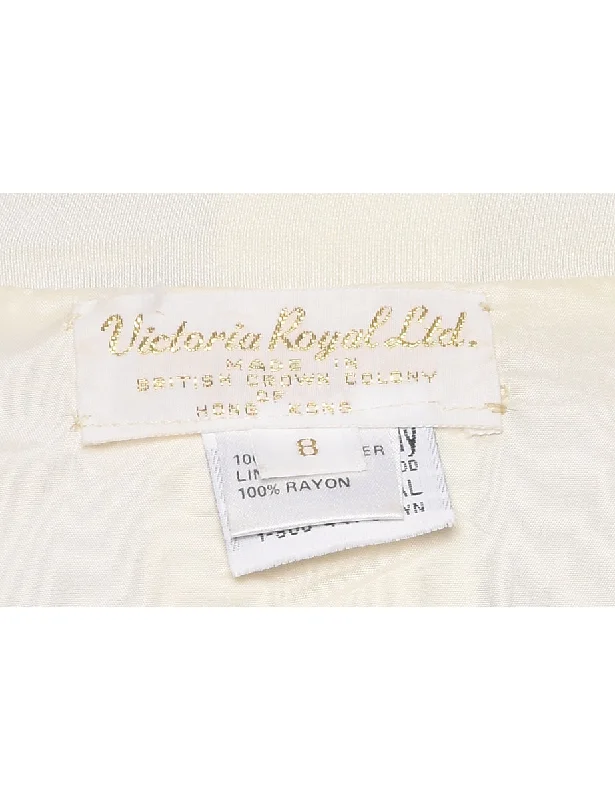 Victoria Royal Ltd.
MADE IN
BRITISH CROWN COLONY
OF
HONG KONG
8
100% RAYON